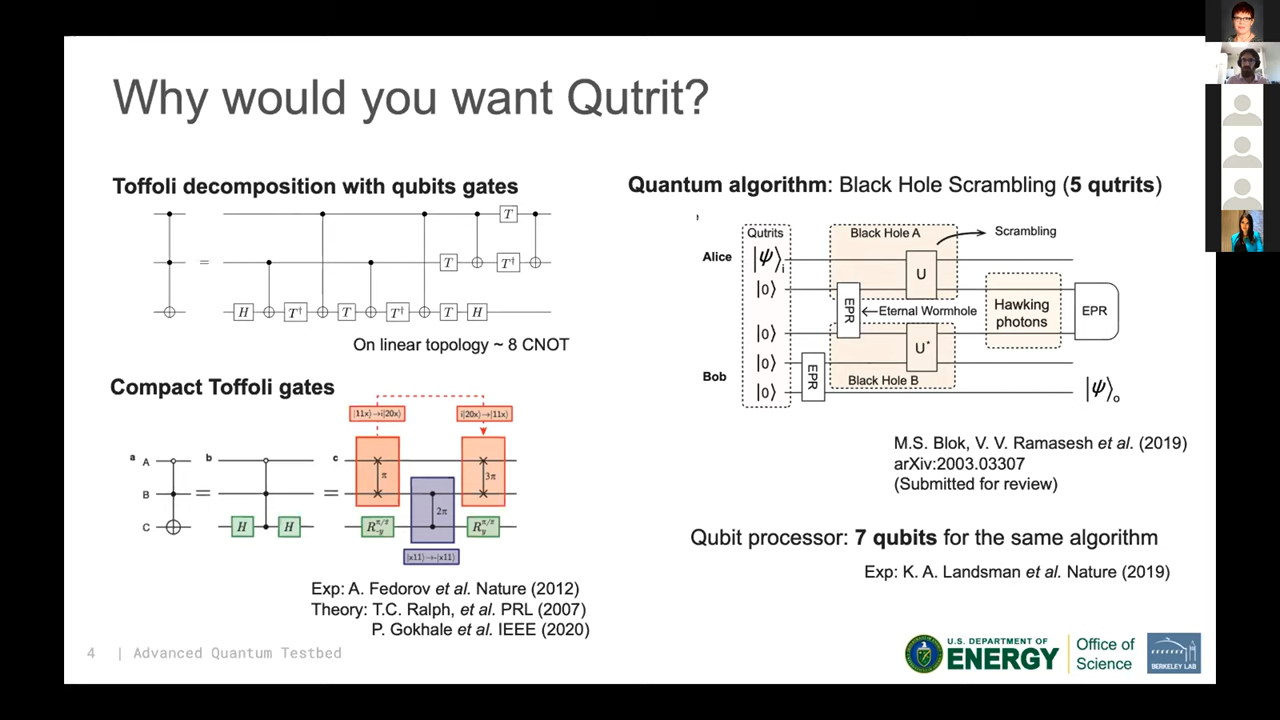 Why would you want Qutrit?
Toffoli decomposition with qubits gates
T
=
T T†
H T† T T† T H
On linear topology ~ 8 CNOT
Compact Toffoli gates
|11x⟩→i|20x⟩ i|20x⟩→|11x⟩
a b c
A
π 3π
B = =
2π
C H H
|x11⟩→-|x11⟩
Exp: A. Fedorov et al. Nature (2012)
Theory: T.C. Ralph, et al. PRL (2007)
P. Gokhale et al. IEEE (2020)
Quantum algorithm: Black Hole Scrambling (5 qutrits)
Qutrits Black Hole A Scrambling
Alice |ψ⟩i
U
|0⟩
EPR ←Eternal Wormhole Hawking photons EPR
|0⟩
U*
|0⟩
Bob EPR Black Hole B
|0⟩ |ψ⟩o
M.S. Blok, V. V. Ramasesh et al. (2019)
arXiv:2003.03307
(Submitted for review)
Qubit processor: 7 qubits for the same algorithm
Exp: K. A. Landsman et al. Nature (2019)
4 | Advanced Quantum Testbed
U.S. DEPARTMENT OF
ENERGY
Office of
Science
BERKELEY LAB